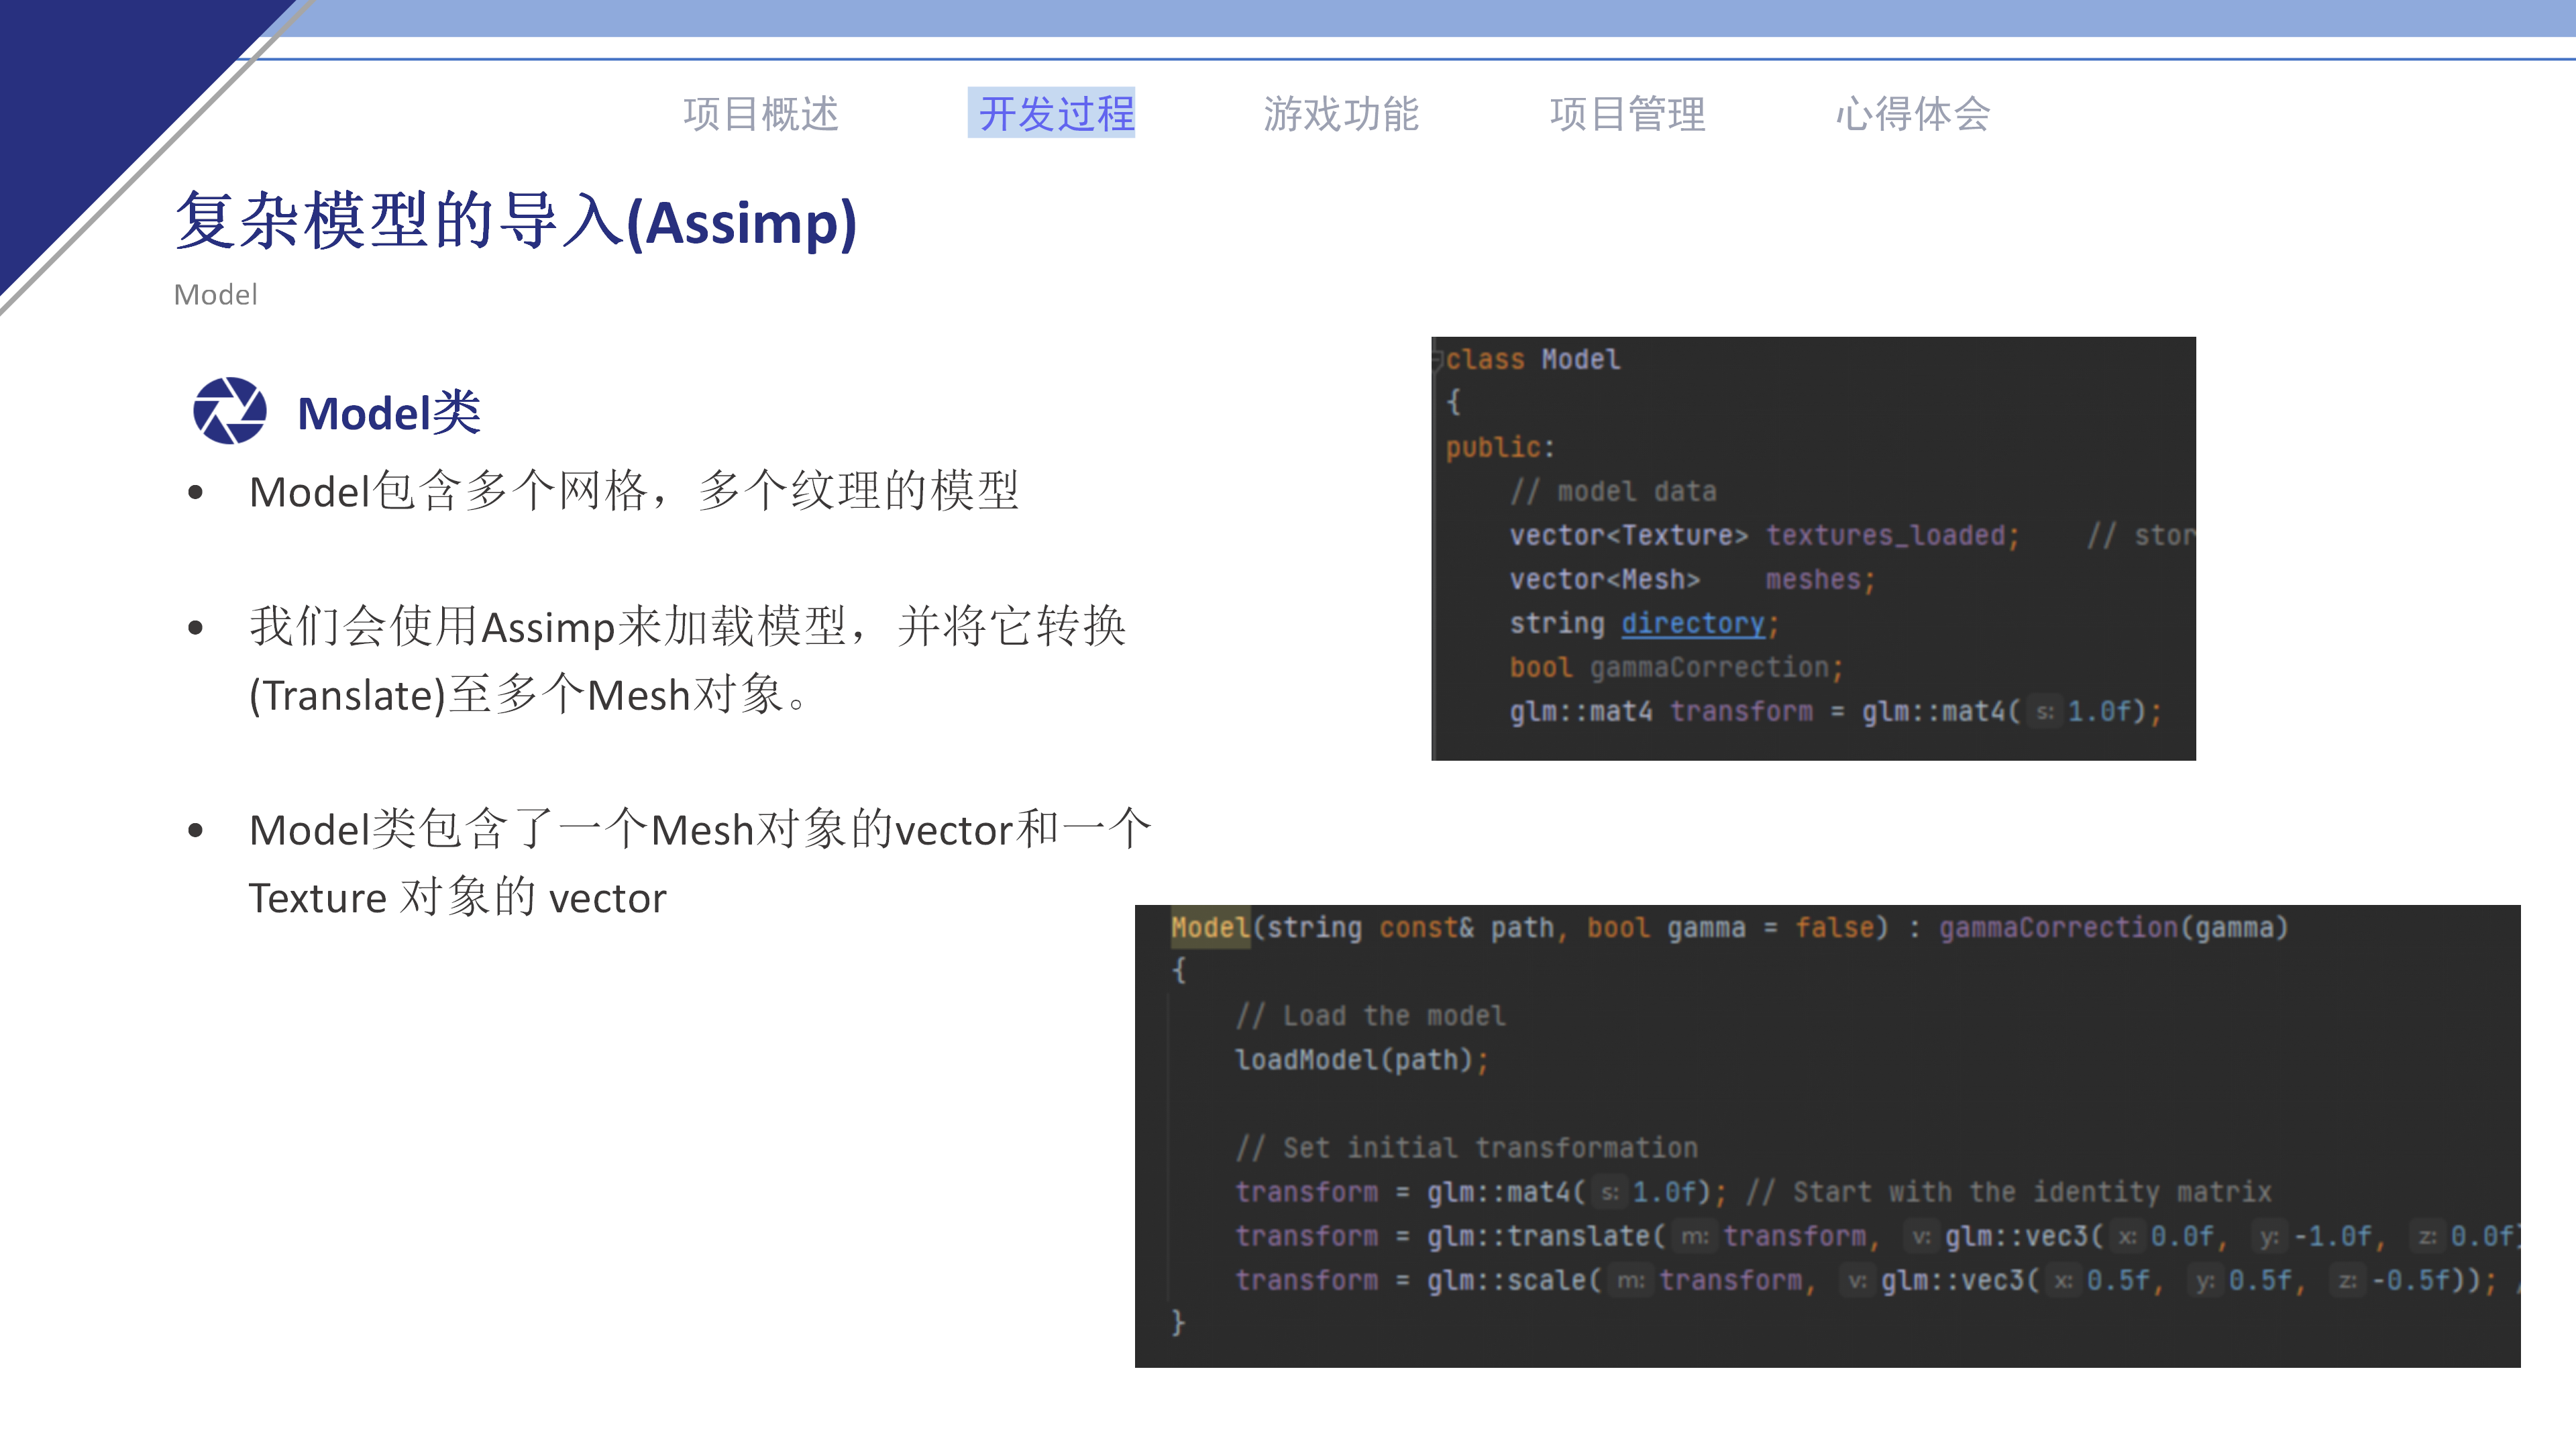 项目概述 开发过程 游戏功能 项目管理 心得体会
复杂模型的导入(Assimp)
Model
Model类
• Model包含多个网格，多个纹理的模型
• 我们会使用Assimp来加载模型，并将它转换
(Translate)至多个Mesh对象。
• Model类包含了一个Mesh对象的vector和一个
Texture 对象的 vector
class Model
{
public:
// model data
vector<Texture> textures_loaded; // stor
vector<Mesh> meshes;
string directory;
bool gammaCorrection;
glm::mat4 transform = glm::mat4( s: 1.0f);
Model(string const& path, bool gamma = false) : gammaCorrection(gamma)
{
// Load the model
loadModel(path);
// Set initial transformation
transform = glm::mat4( s: 1.0f); // Start with the identity matrix
transform = glm::translate( m: transform, v: glm::vec3( x: 0.0f, y: -1.0f, z: 0.0f)
transform = glm::scale( m: transform, v: glm::vec3( x: 0.5f, y: 0.5f, z: -0.5f)); /
}